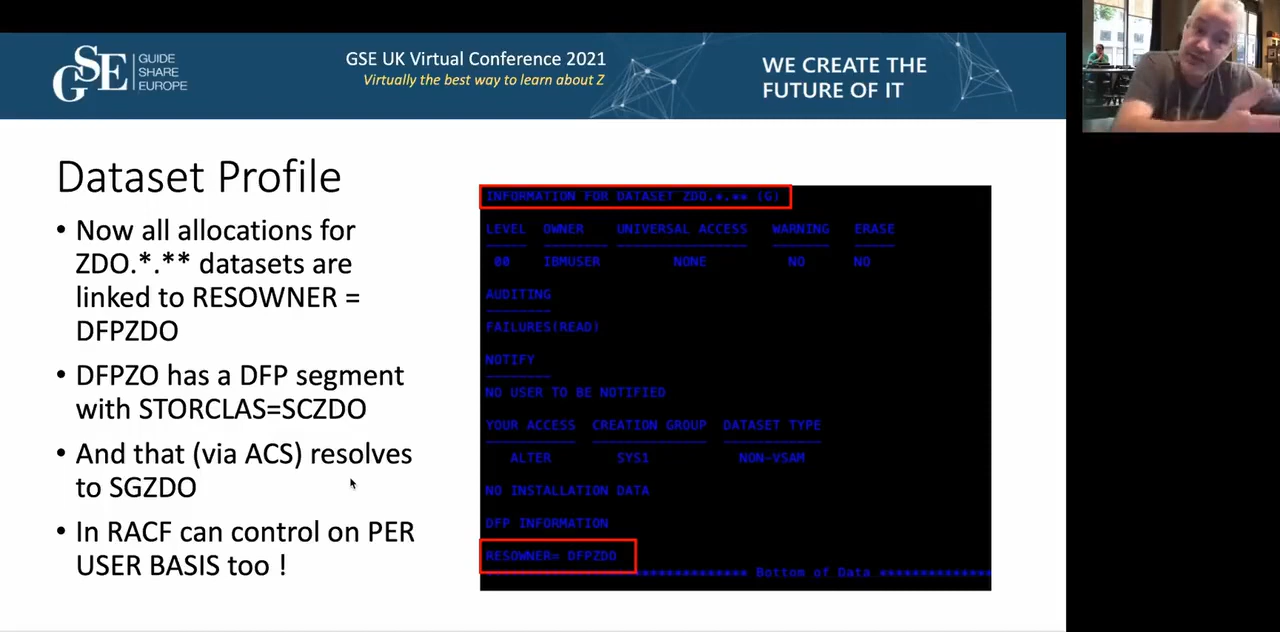 GSE
GUIDE
SHARE
EUROPE
GSE UK Virtual Conference 2021
Virtually the best way to learn about Z
WE CREATE THE
FUTURE OF IT
Dataset Profile
• Now all allocations for
ZDO.*.** datasets are
linked to RESOWNER =
DFPZDO
• DFPZO has a DFP segment
with STORCLAS=SCZDO
• And that (via ACS) resolves
to SGZDO
• In RACF can control on PER
USER BASIS too !
INFORMATION FOR DATASET ZDO.*.** (G)
LEVEL OWNER UNIVERSAL ACCESS WARNING ERASE
00 IBMUSER NONE NO NO
AUDITING
FAILURES(READ)
NOTIFY
NO USER TO BE NOTIFIED
YOUR ACCESS CREATION GROUP DATASET TYPE
ALTER SYS1 NON-VSAM
NO INSTALLATION DATA
DFP INFORMATION
RESOWNER= DFPZDO
****************************** Bottom of Data ******************